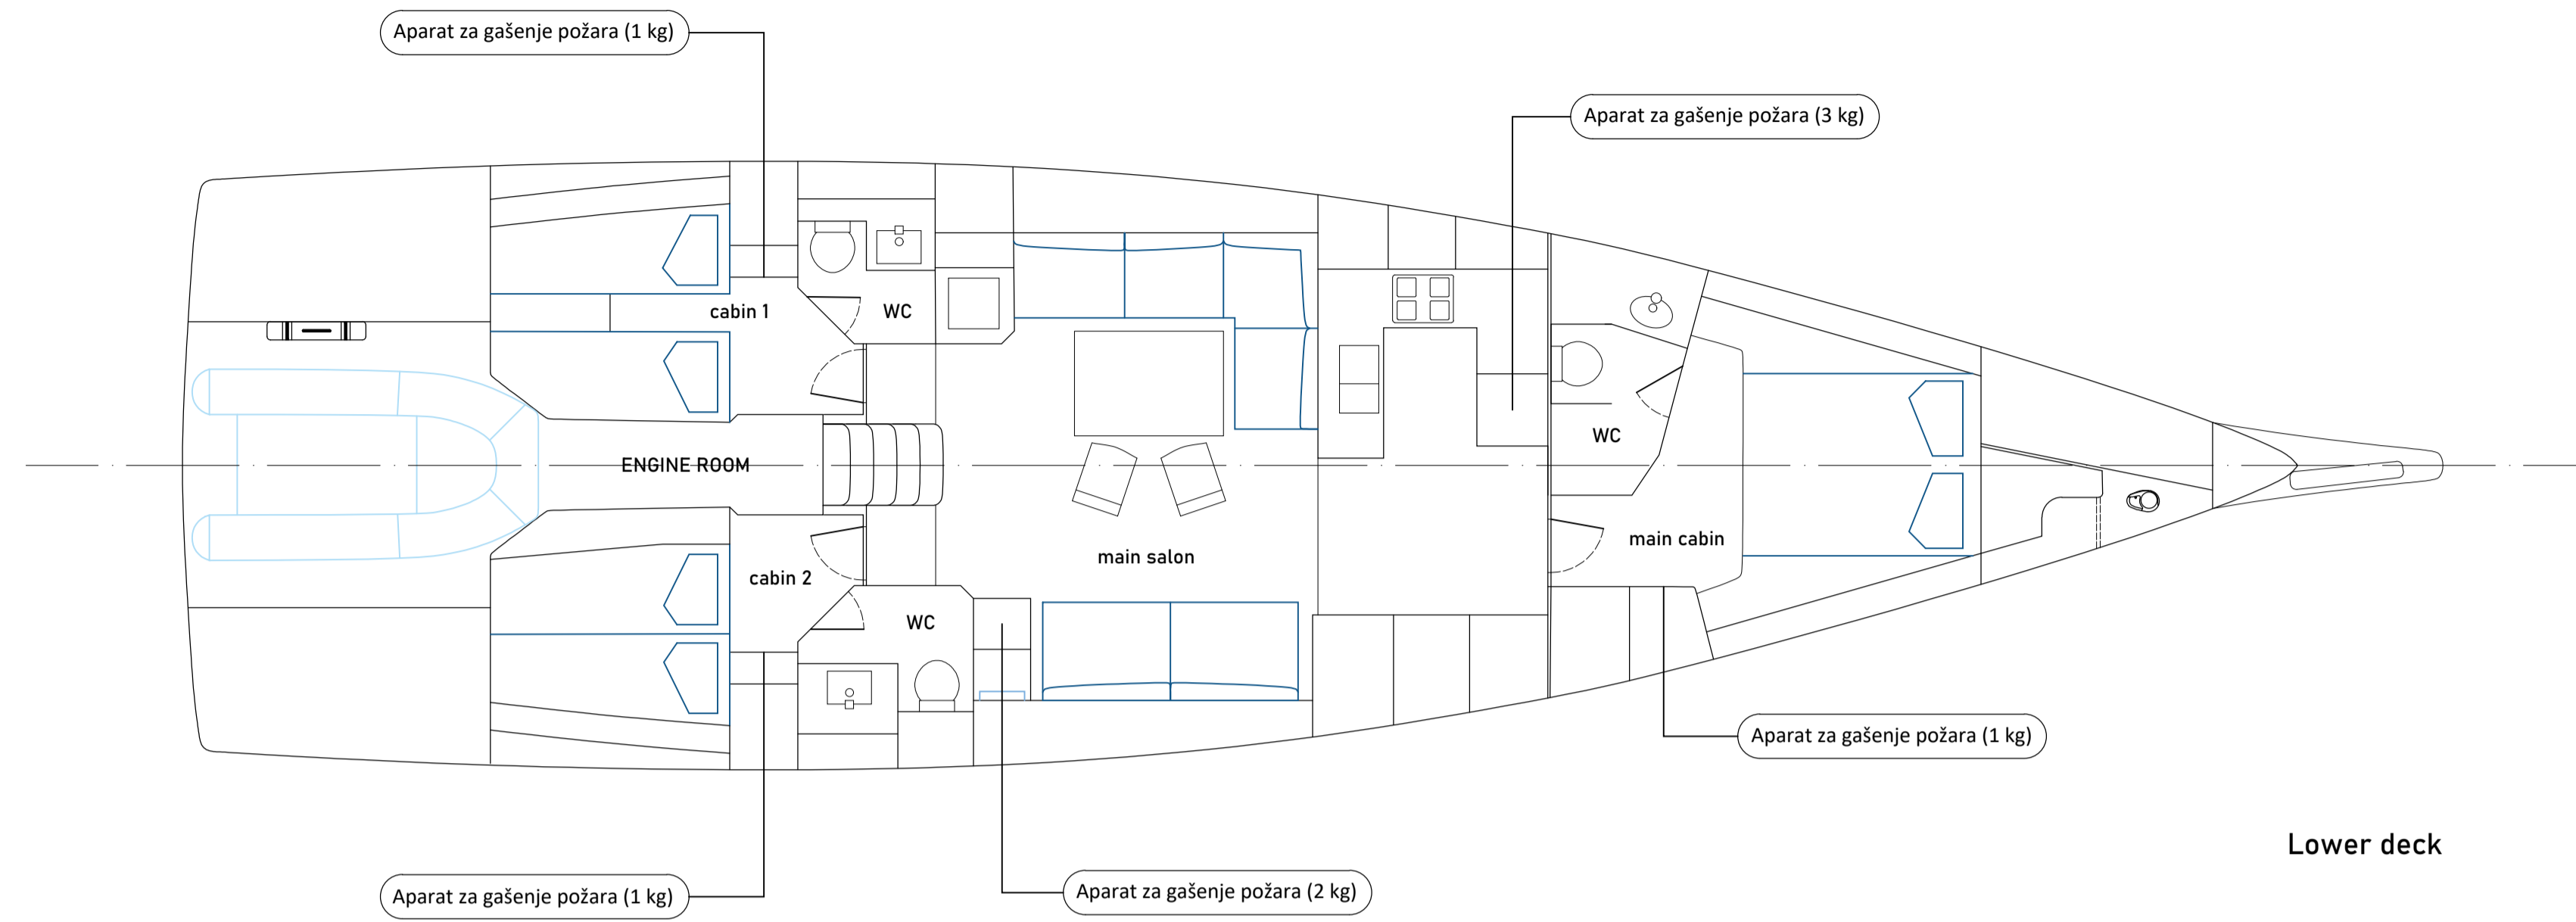 Aparat za gašenje požara (1 kg)
Aparat za gašenje požara (3 kg)
cabin 1
WC
WC
ENGINE ROOM
main cabin
main salon
cabin 2
WC
Aparat za gašenje požara (1 kg)
Lower deck
Aparat za gašenje požara (1 kg)
Aparat za gašenje požara (2 kg)